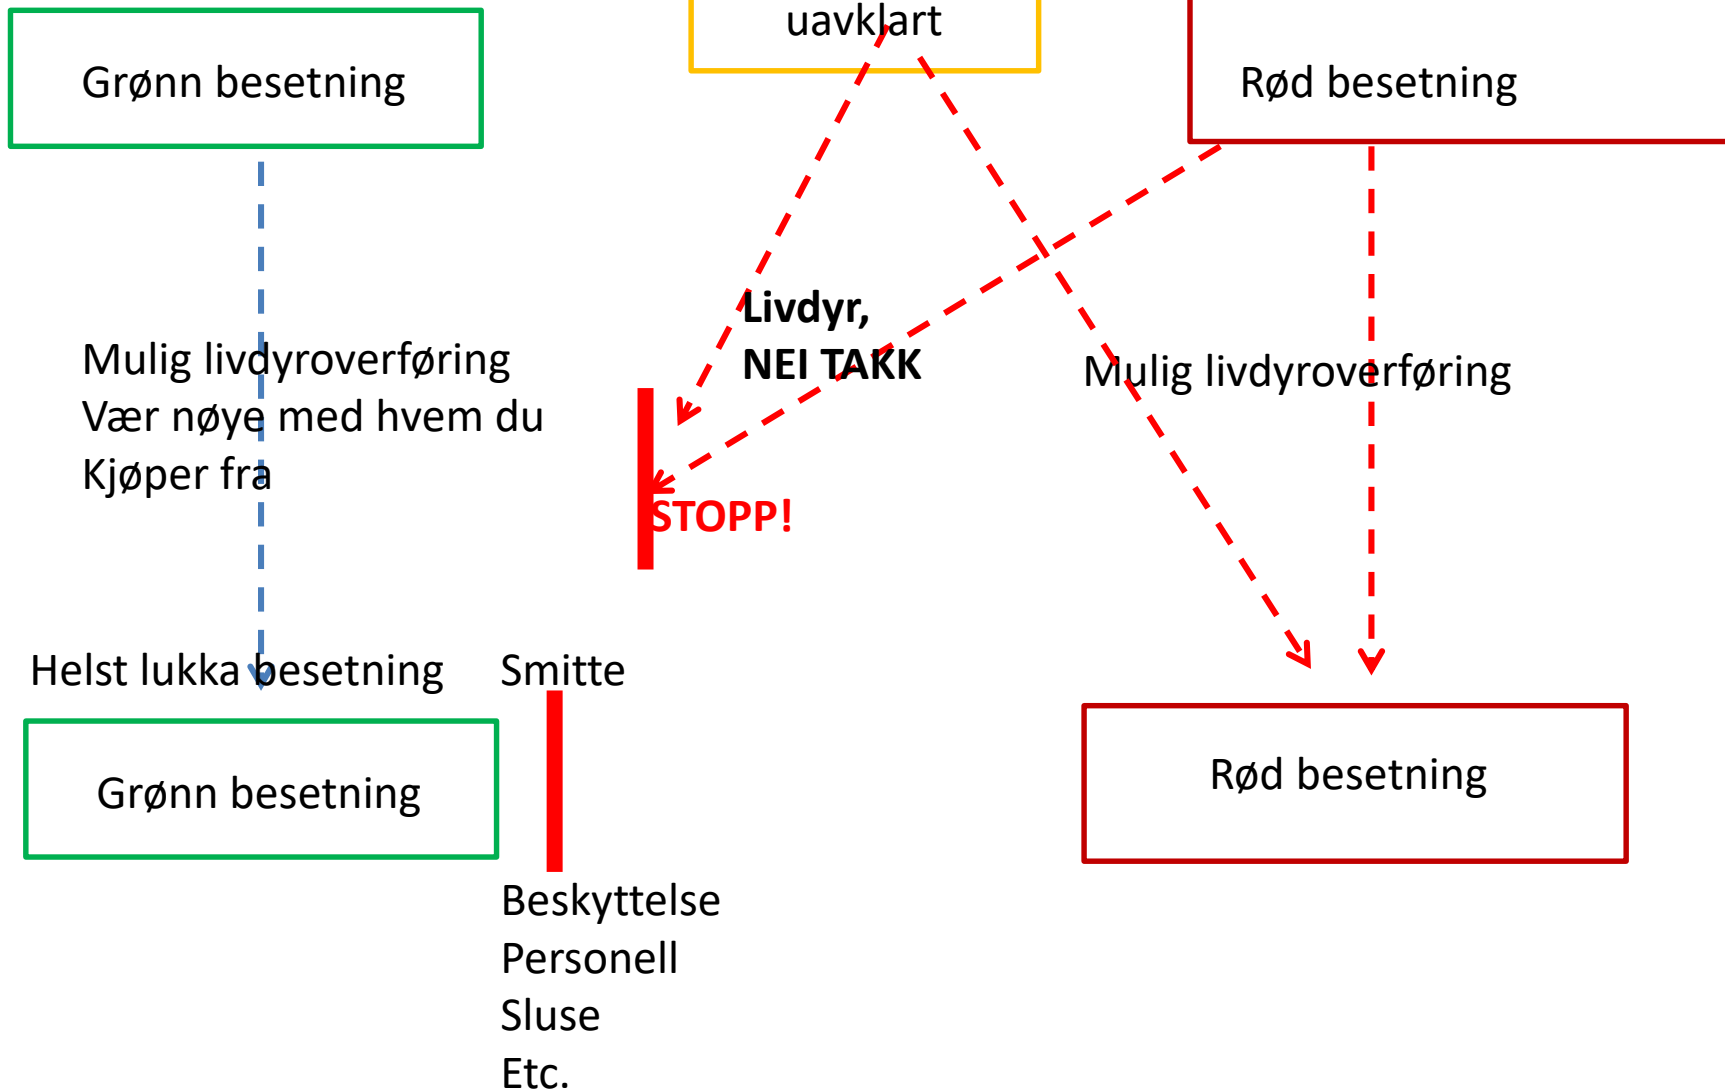 uavklart
Grønn besetning
Rød besetning
Livdyr,
NEI TAKK
Mulig livdyroverføring
Vær nøye med hvem du
Kjøper fra
Mulig livdyroverføring
STOPP!
Helst lukka besetning
Smitte
Grønn besetning
Rød besetning
Beskyttelse
Personell
Sluse
Etc.